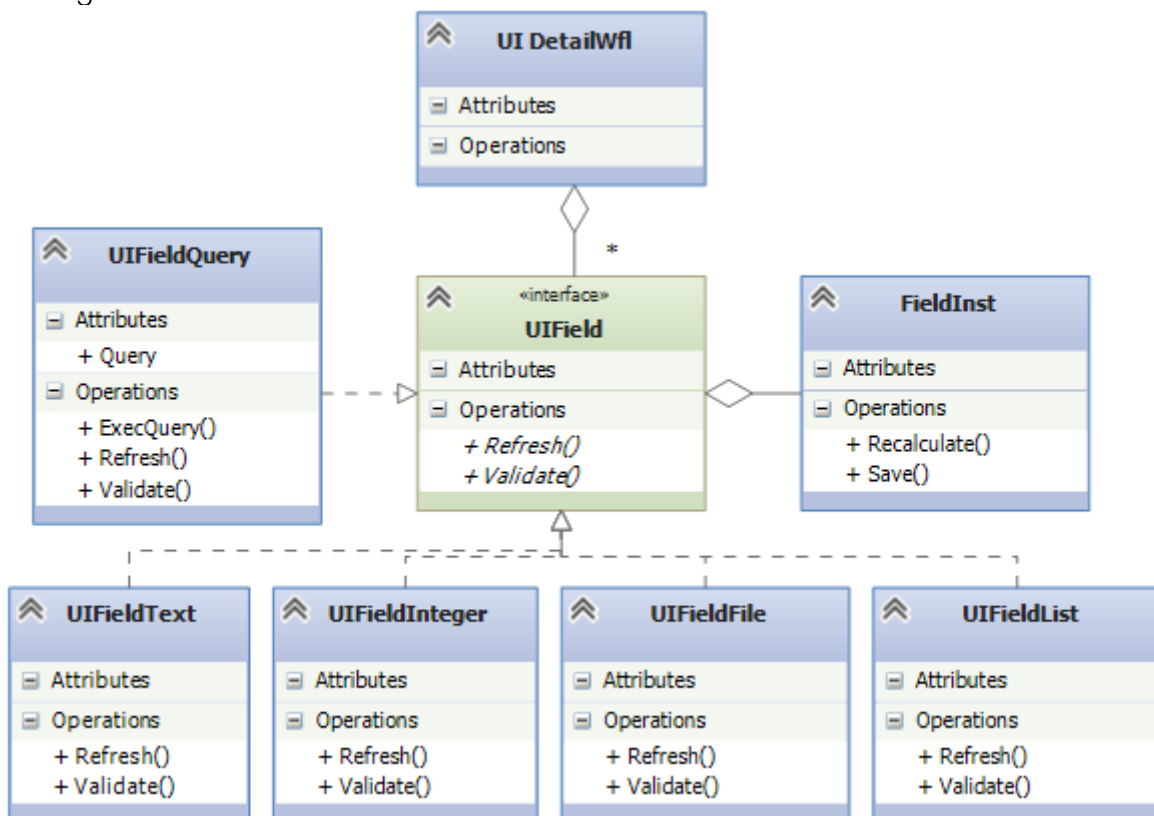 UI DetailWfl
Attributes
Operations
*
UIFieldQuery
Attributes
+ Query
Operations
+ ExecQuery()
+ Refresh()
+ Validate()
«interface»
UIField
Attributes
Operations
+ Refresh()
+ Validate()
FieldInst
Attributes
Operations
+ Recalculate()
+ Save()
UIFieldText
Attributes
Operations
+ Refresh()
+ Validate()
UIFieldInteger
Attributes
Operations
+ Refresh()
+ Validate()
UIFieldFile
Attributes
Operations
+ Refresh()
+ Validate()
UIFieldList
Attributes
Operations
+ Refresh()
+ Validate()